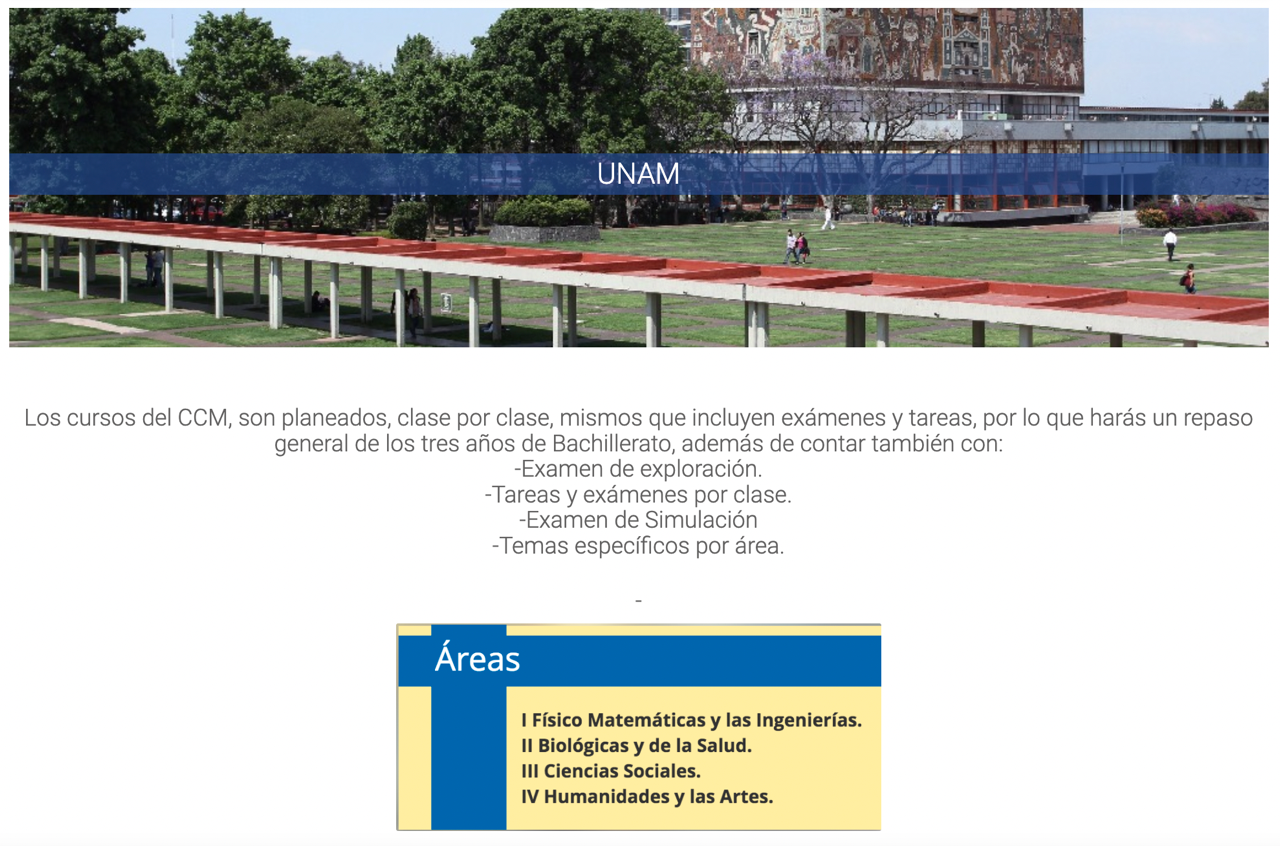 UNAM
Los cursos del CCM, son planeados, clase por clase, mismos que incluyen exámenes y tareas, por lo que harás un repaso
general de los tres años de Bachillerato, además de contar también con:
-Examen de exploración.
-Tareas y exámenes por clase.
-Examen de Simulación
-Temas específicos por área.
-
Áreas
I Físico Matemáticas y las Ingenierías.
II Biológicas y de la Salud.
III Ciencias Sociales.
IV Humanidades y las Artes.